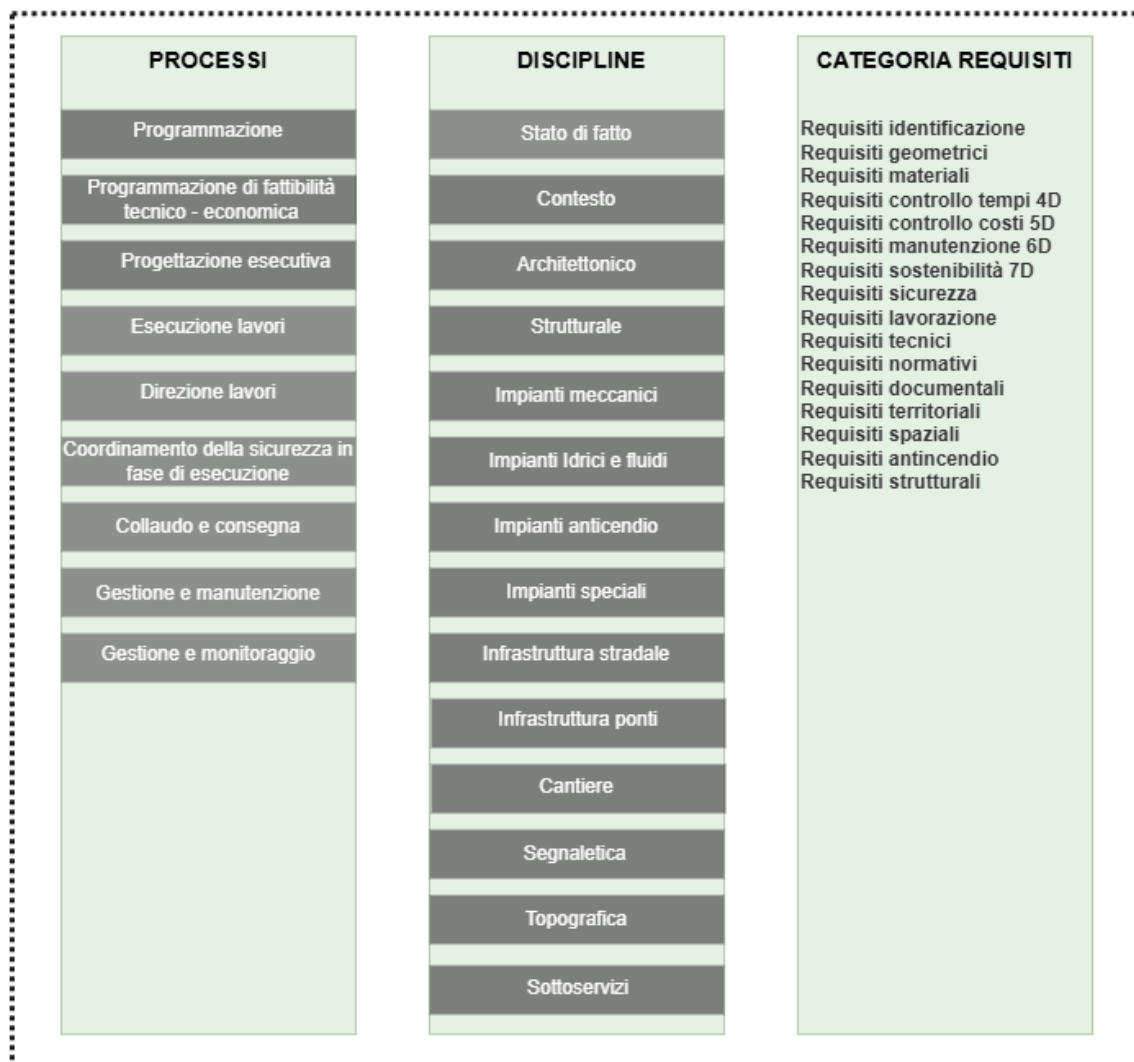 PROCESSI
Programmazione
Programmazione di fattibilità
tecnico - economica
Progettazione esecutiva
Esecuzione lavori
Direzione lavori
Coordinamento della sicurezza in
fase di esecuzione
Collaudo e consegna
Gestione e manutenzione
Gestione e monitoraggio
DISCIPLINE
Stato di fatto
Contesto
Architettonico
Strutturale
Impianti meccanici
Impianti Idrici e fluidi
Impianti anticendio
Impianti speciali
Infrastruttura stradale
Infrastruttura ponti
Cantiere
Segnaletica
Topografica
Sottoservizi
CATEGORIA REQUISITI
Requisiti identificazione
Requisiti geometrici
Requisiti materiali
Requisiti controllo tempi 4D
Requisiti controllo costi 5D
Requisiti manutenzione 6D
Requisiti sostenibilità 7D
Requisiti sicurezza
Requisiti lavorazione
Requisiti tecnici
Requisiti normativi
Requisiti documentali
Requisiti territoriali
Requisiti spaziali
Requisiti antincendio
Requisiti strutturali